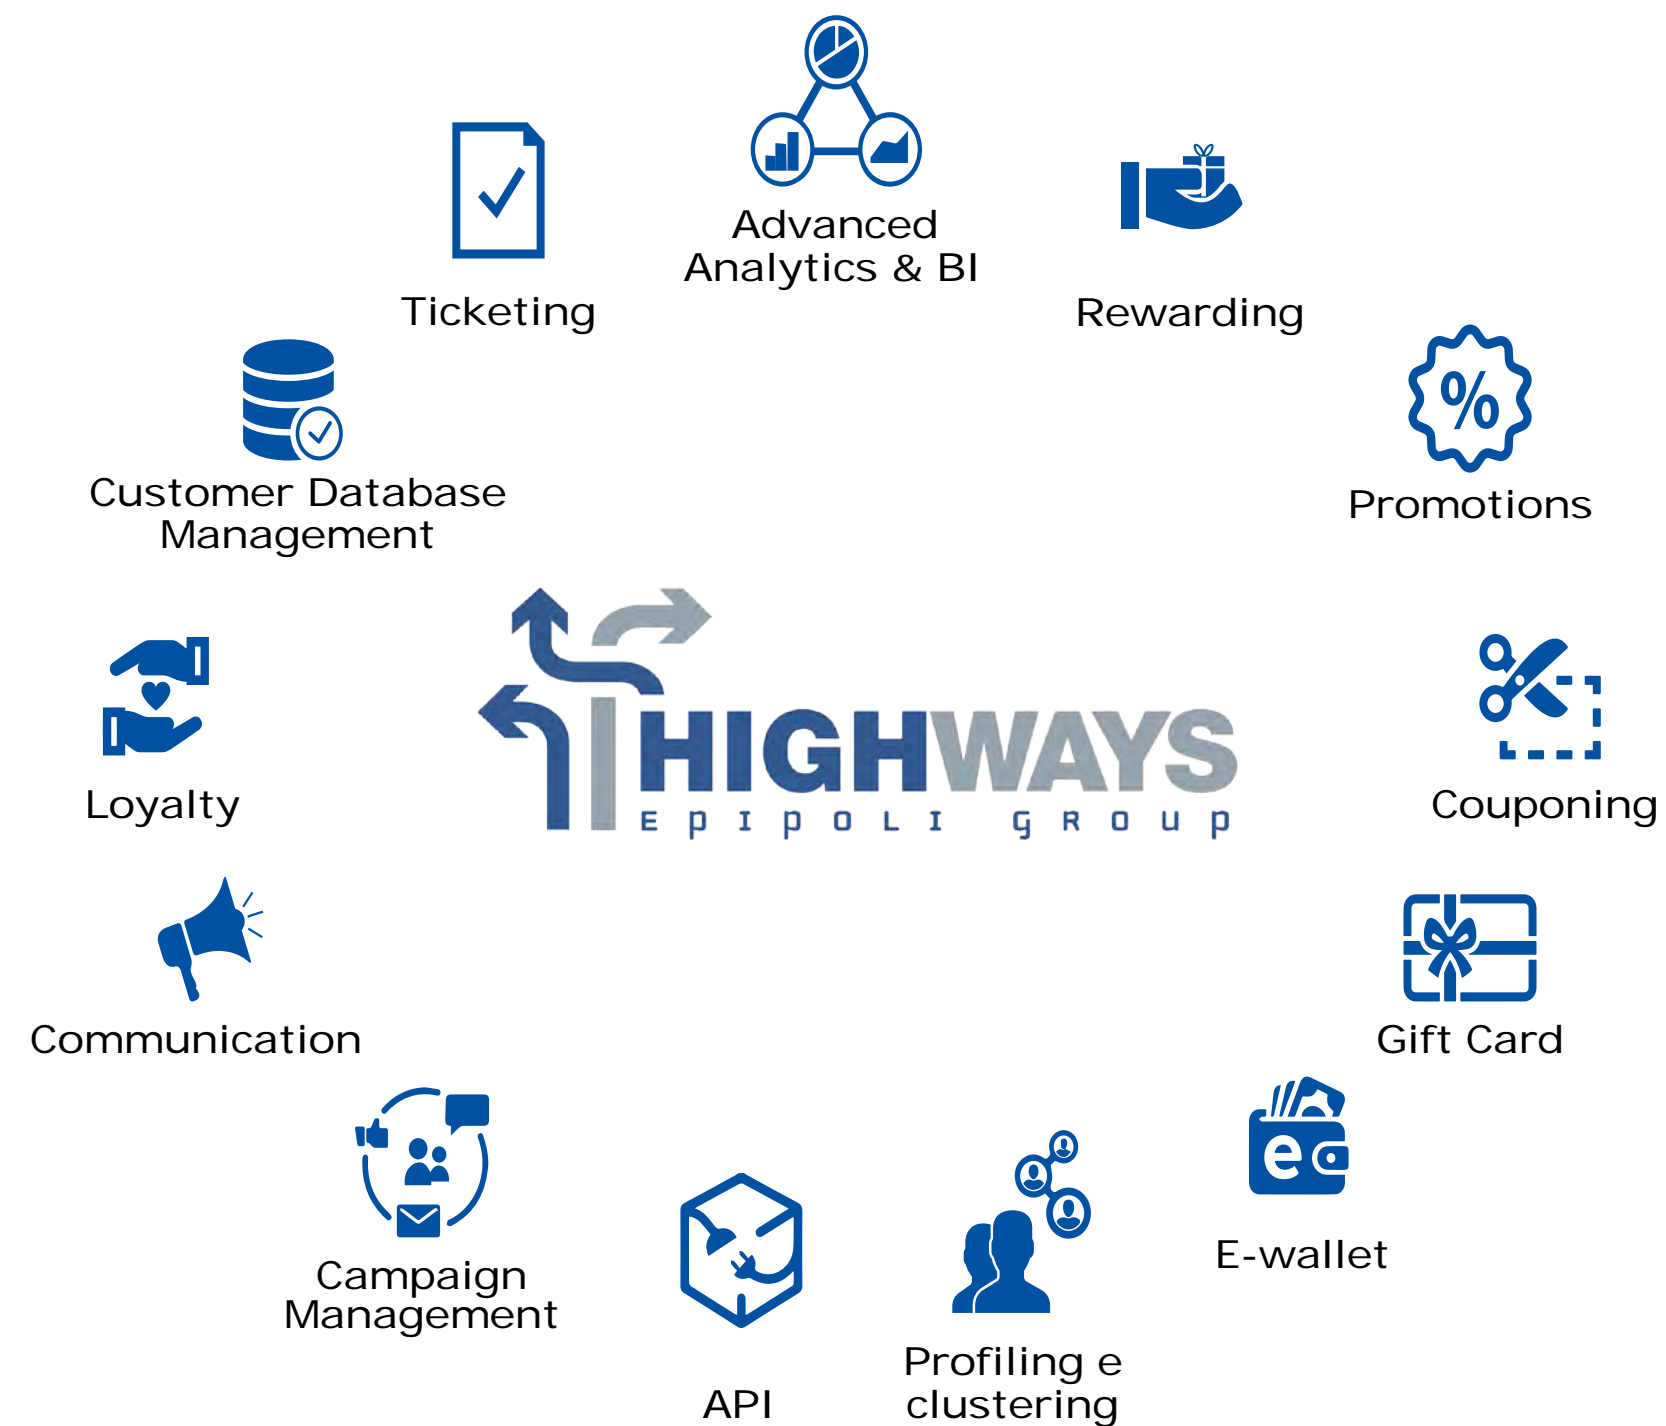 Advanced
Analytics & BI
Ticketing
Rewarding
%
Customer Database
Management
Promotions
HIGHWAYS
EPIPOLI GROUP
Loyalty
Couponing
Communication
Gift Card
e
E-wallet
Campaign
Management
API
Profiling e
clustering